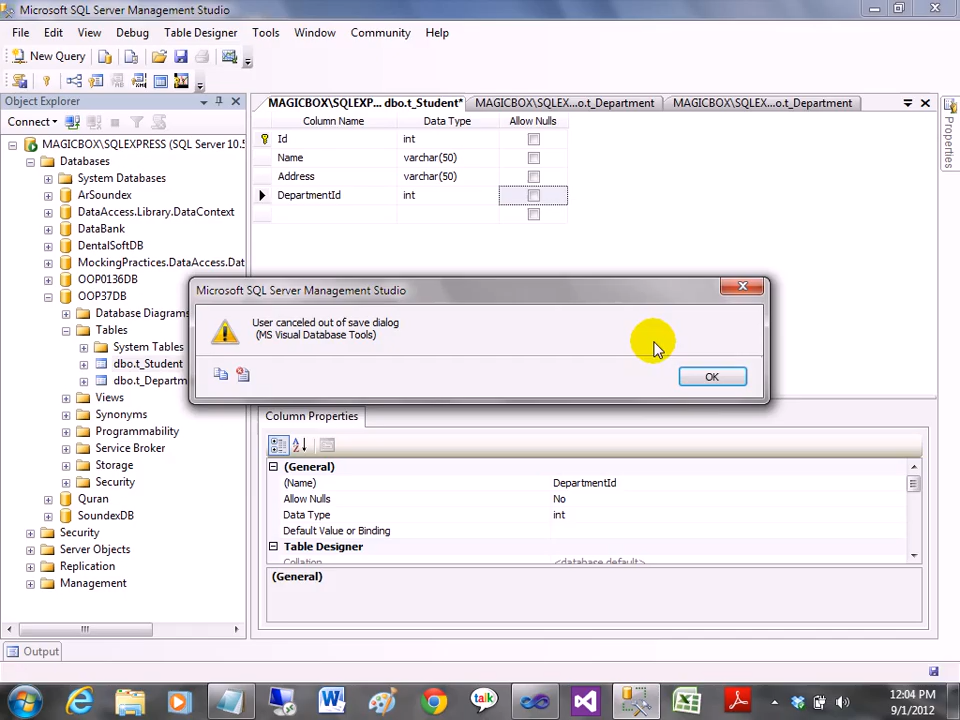 Microsoft SQL Server Management Studio
File Edit View Debug Table Designer Tools Window Community Help
New Query
Object Explorer
Connect
MAGICBOX\SQLEXPRESS (SQL Server 10.5
Databases
System Databases
ArSoundex
DataAccess.Library.DataContext
DataBank
DentalSoftDB
MockingPractices.DataAccess.Dat
OOP0136DB
OOP37DB
Database Diagrams
Tables
System Tables
dbo.t_Student
dbo.t_Departm
Views
Synonyms
Programmability
Service Broker
Storage
Security
Quran
SoundexDB
Security
Server Objects
Replication
Management
Output
MAGICBOX\SQLEXP... dbo.t_Student* MAGICBOX\SQLEX...o.t_Department MAGICBOX\SQLEX...o.t_Department
Column Name Data Type Allow Nulls
Id int
Name varchar(50)
Address varchar(50)
DepartmentId int
Properties
Microsoft SQL Server Management Studio
User canceled out of save dialog
(MS Visual Database Tools)
OK
Column Properties
(General)
(Name) DepartmentId
Allow Nulls No
Data Type int
Default Value or Binding
Table Designer
Collation <database default>
(General)
talk
12:04 PM
9/1/2012